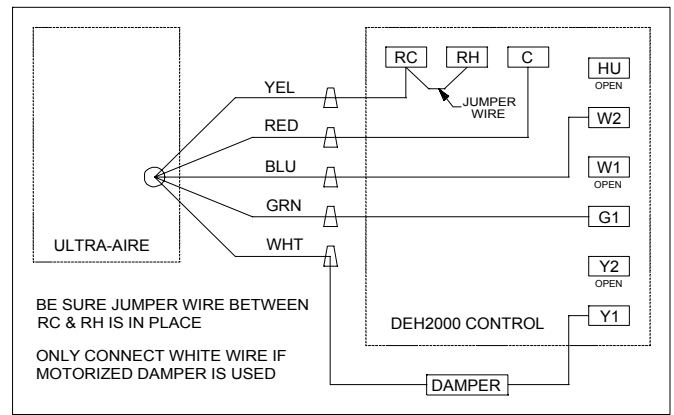 RC RH C
HU
OPEN
YEL
JUMPER
WIRE
W2
RED
BLU
W1
OPEN
GRN
G1
ULTRA-AIRE
WHT
Y2
OPEN
BE SURE JUMPER WIRE BETWEEN
RC & RH IS IN PLACE
DEH2000 CONTROL
Y1
ONLY CONNECT WHITE WIRE IF
MOTORIZED DAMPER IS USED
DAMPER